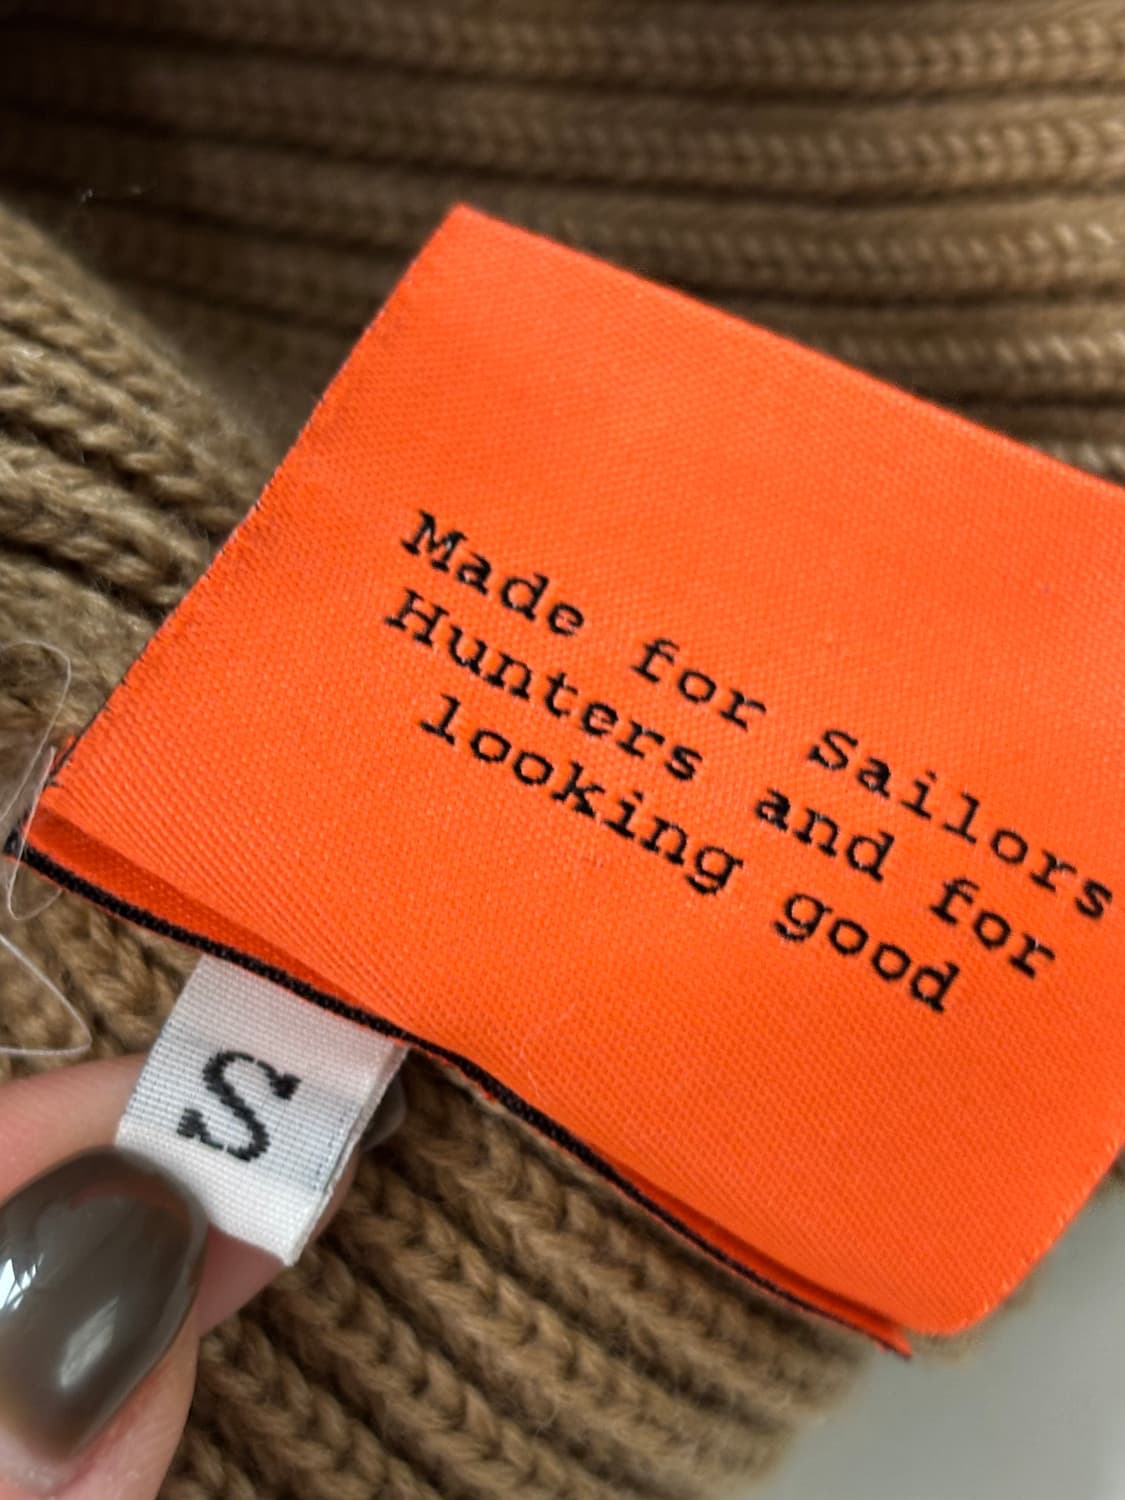 Made for Sailors
Hunters and for
looking good
S